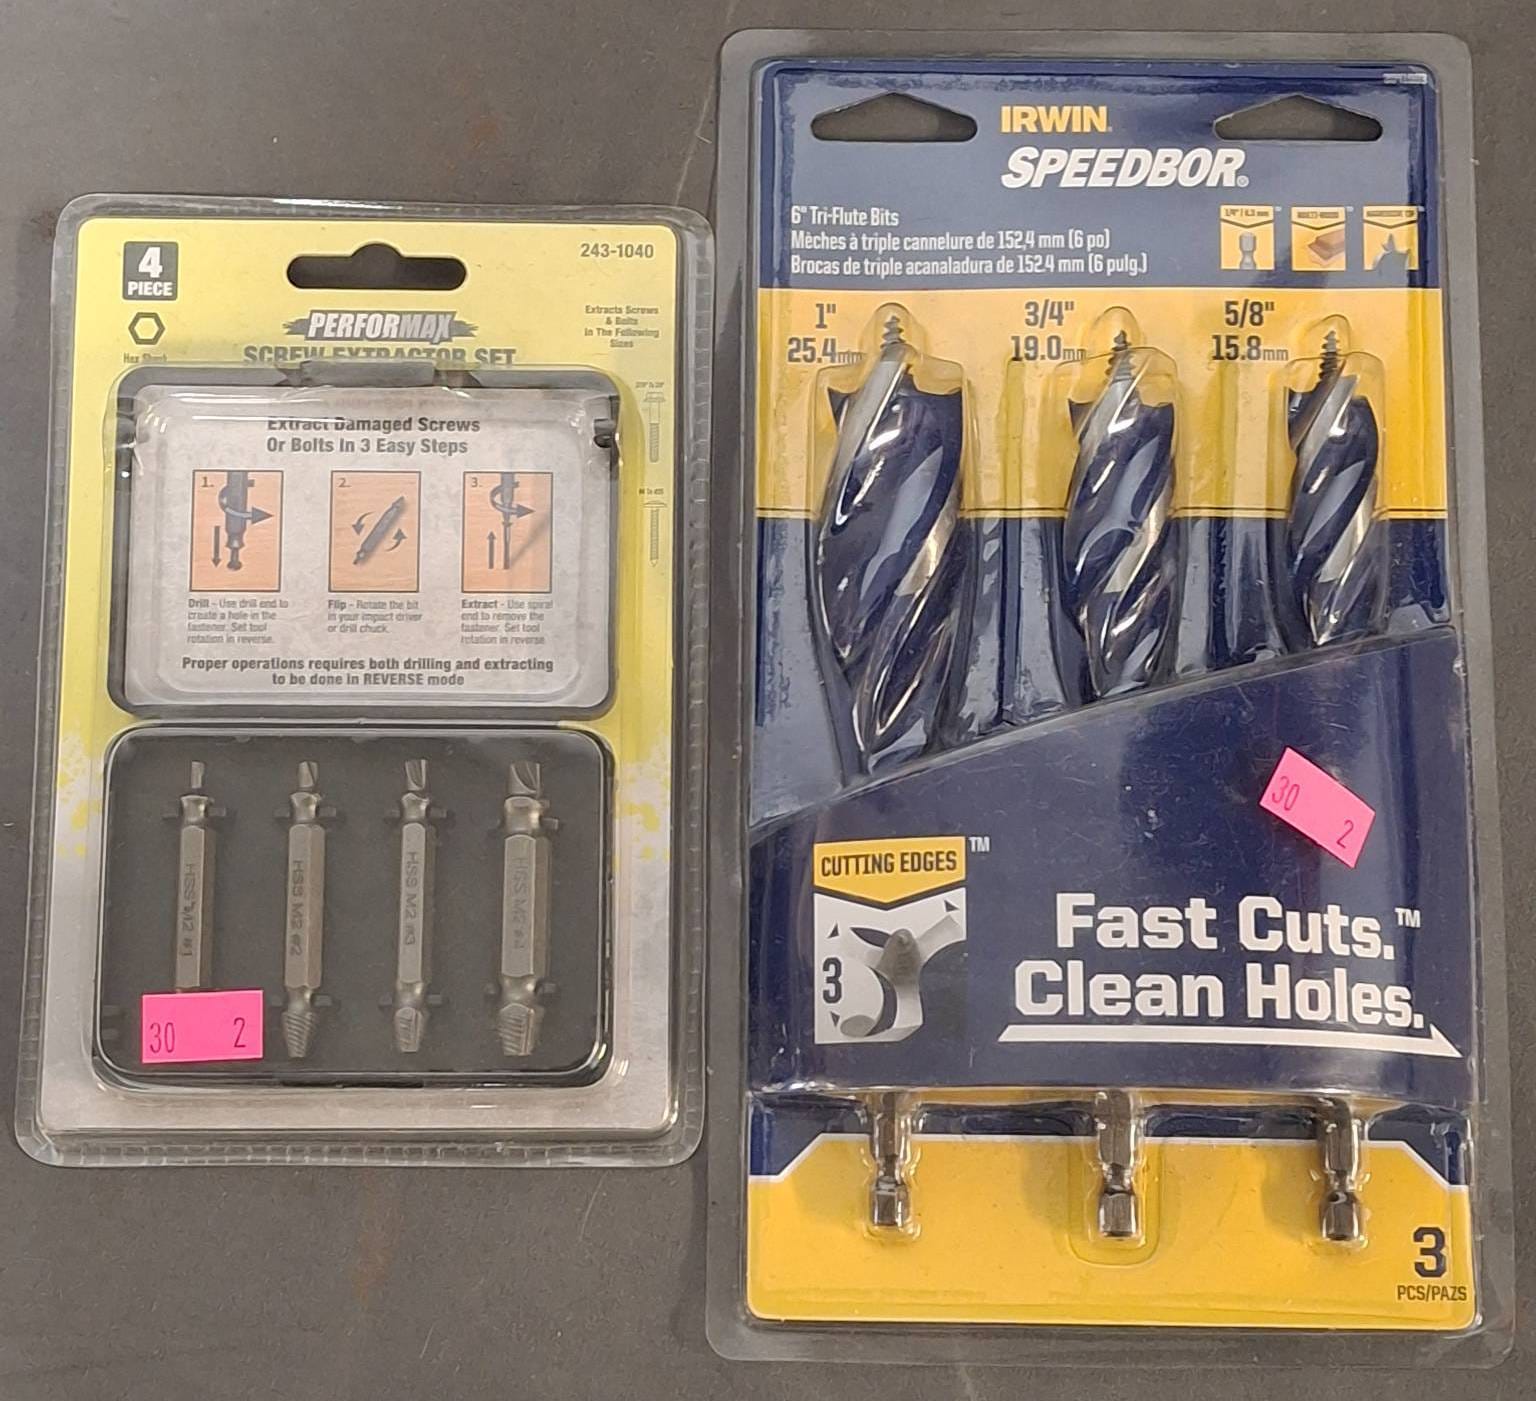 4
PIECE
243-1040
PERFORMAX
Hex Shank
SCREW EXTRACTOR SET
Extracts Screws
& Bolts
In The Following
Sizes
Extract Damaged Screws
Or Bolts In 3 Easy Steps
1.
2.
3.
Drill - Use drill end to
create a hole in the
fastener. Set tool
rotation in reverse.
Flip - Rotate the bit
in your impact driver
or drill chuck.
Extract - Use spiral
end to remove the
fastener. Set tool
rotation in reverse
Proper operations requires both drilling and extracting
to be done in REVERSE mode
HSS M2 #1
HSS M2 #2
HSS M2 #3
HSS M2 #4
30 2
IRWIN
SPEEDBOR®
6" Tri-Flute Bits
Mèches à triple cannelure de 152,4 mm (6 po)
Brocas de triple acanaladura de 152.4 mm (6 pulg.)
1"
25.4mm
3/4"
19.0mm
5/8"
15.8mm
30 2
CUTTING EDGES™
3
Fast Cuts.™
Clean Holes.
3
PCS/PAZS